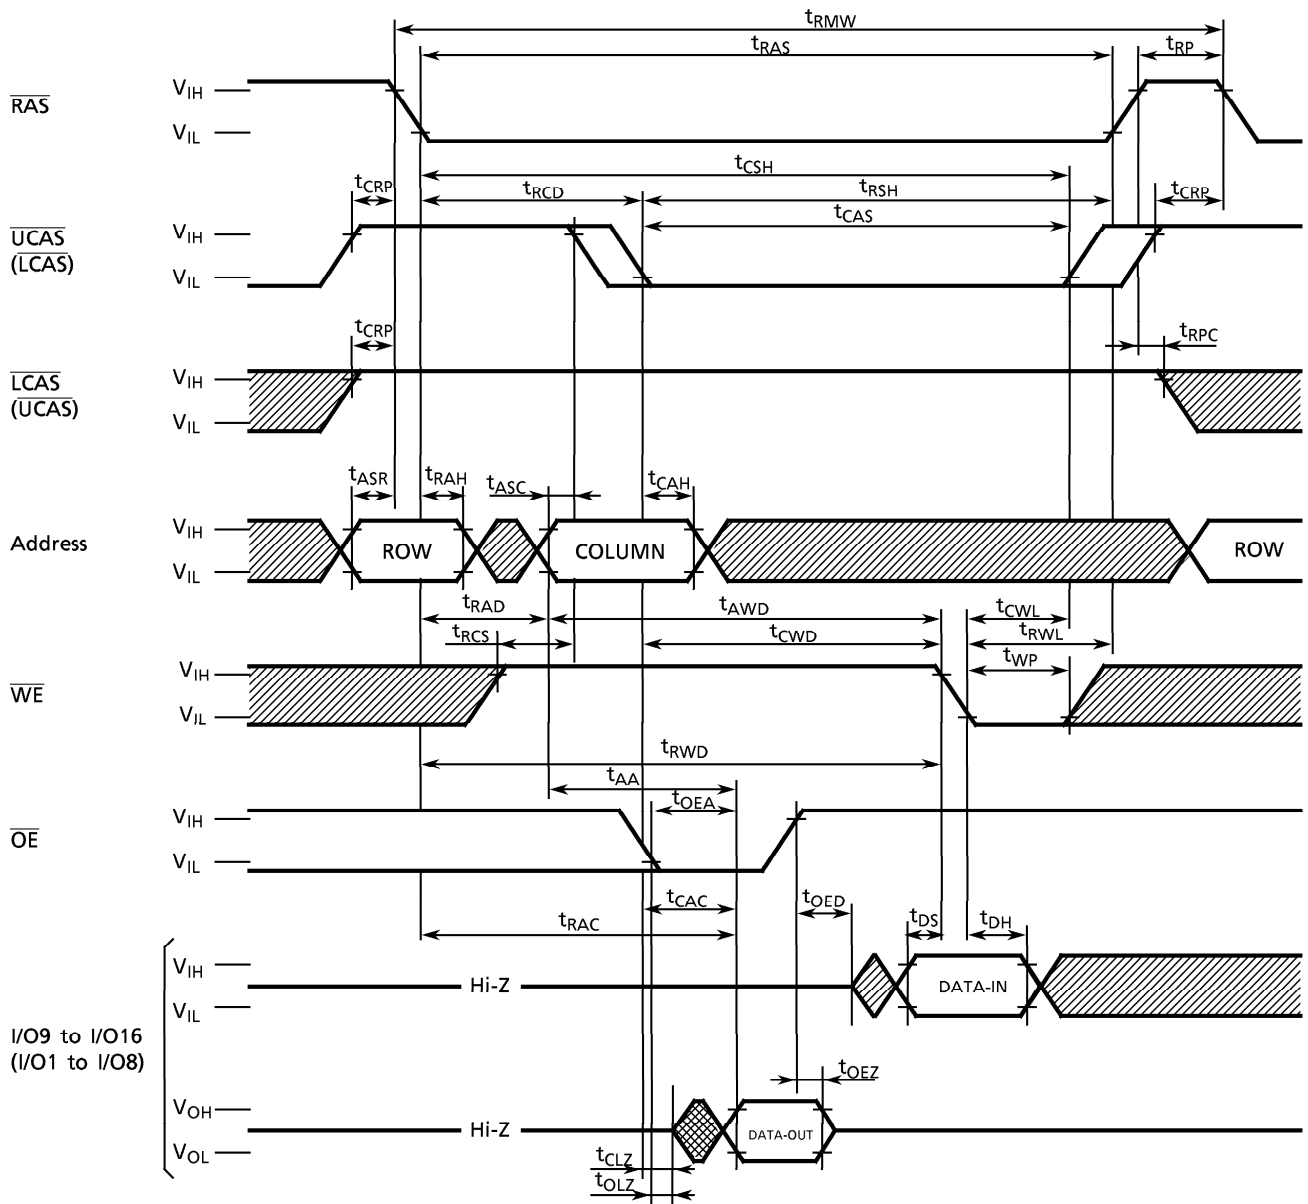 tRMW
tRAS
tRP
RAS
VIH
VIL
tCSH
tCRP
tRCD
tRSH
tCRP
tCAS
UCAS
(LCAS)
VIH
VIL
tCRP
tRPC
LCAS
(UCAS)
VIH
VIL
tASR
tRAH
tASC
tCAH
Address
VIH
VIL
ROW
COLUMN
ROW
tRAD
tAWD
tCWL
tRCS
tCWD
tRWL
tWP
WE
VIH
VIL
tRWD
tAA
tOEA
OE
VIH
VIL
tCAC
tOED
tRAC
tDS
tDH
VIH
VIL
Hi-Z
DATA-IN
I/O9 to I/O16
(I/O1 to I/O8)
tOEZ
VOH
VOL
Hi-Z
DATA-OUT
tCLZ
tOLZ